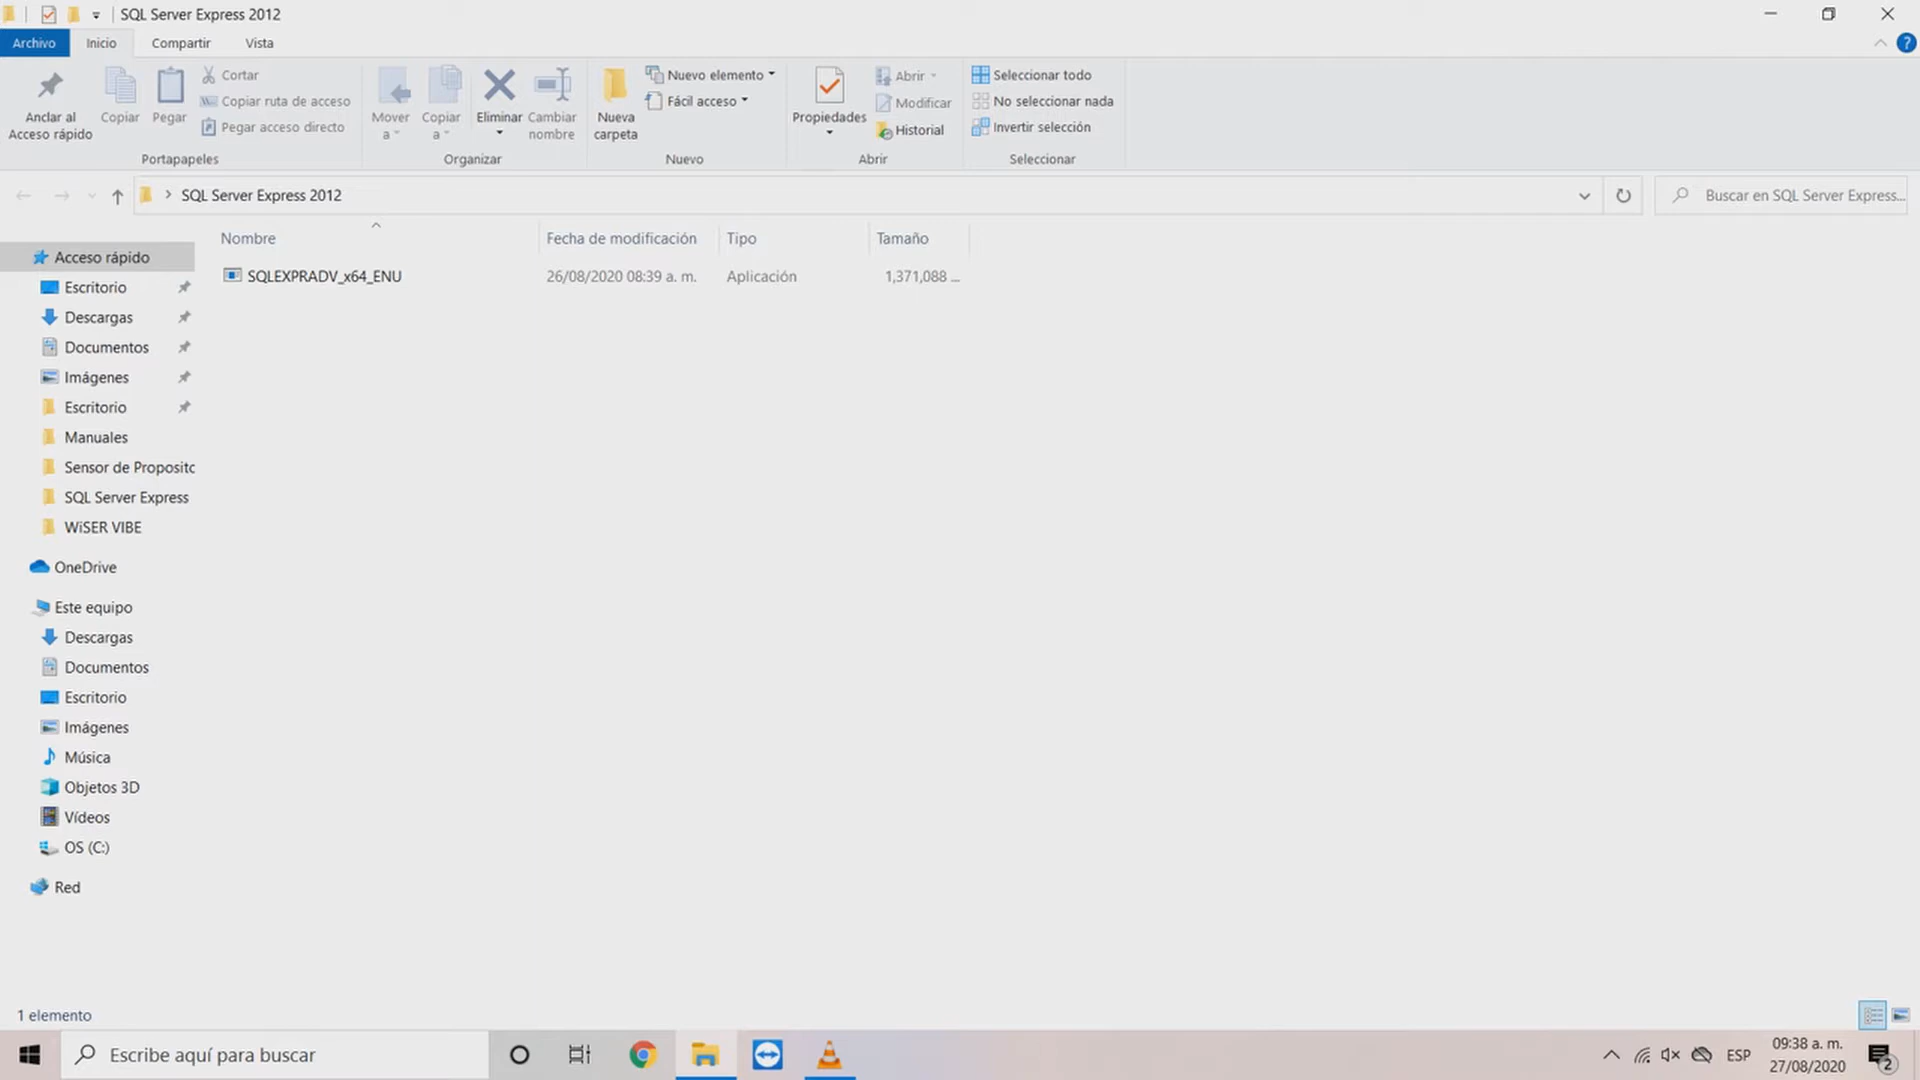 SQL Server Express 2012
Archivo
Inicio
Compartir
Vista
Anclar al
Acceso rápido
Copiar
Pegar
Cortar
Copiar ruta de acceso
Pegar acceso directo
Portapapeles
Mover
a
Copiar
a
Eliminar
Cambiar
nombre
Organizar
Nueva
carpeta
Nuevo elemento
Fácil acceso
Nuevo
Propiedades
Abrir
Modificar
Historial
Abrir
Seleccionar todo
No seleccionar nada
Invertir selección
Seleccionar
SQL Server Express 2012
Buscar en SQL Server Express...
Nombre
Fecha de modificación
Tipo
Tamaño
SQLEXPRADV_x64_ENU
26/08/2020 08:39 a. m.
Aplicación
1,371,088 ...
Acceso rápido
Escritorio
Descargas
Documentos
Imágenes
Escritorio
Manuales
Sensor de Proposito
SQL Server Express
WiSER VIBE
OneDrive
Este equipo
Descargas
Documentos
Escritorio
Imágenes
Música
Objetos 3D
Vídeos
OS (C:)
Red
1 elemento
Escribe aquí para buscar
ESP
09:38 a. m.
27/08/2020
2